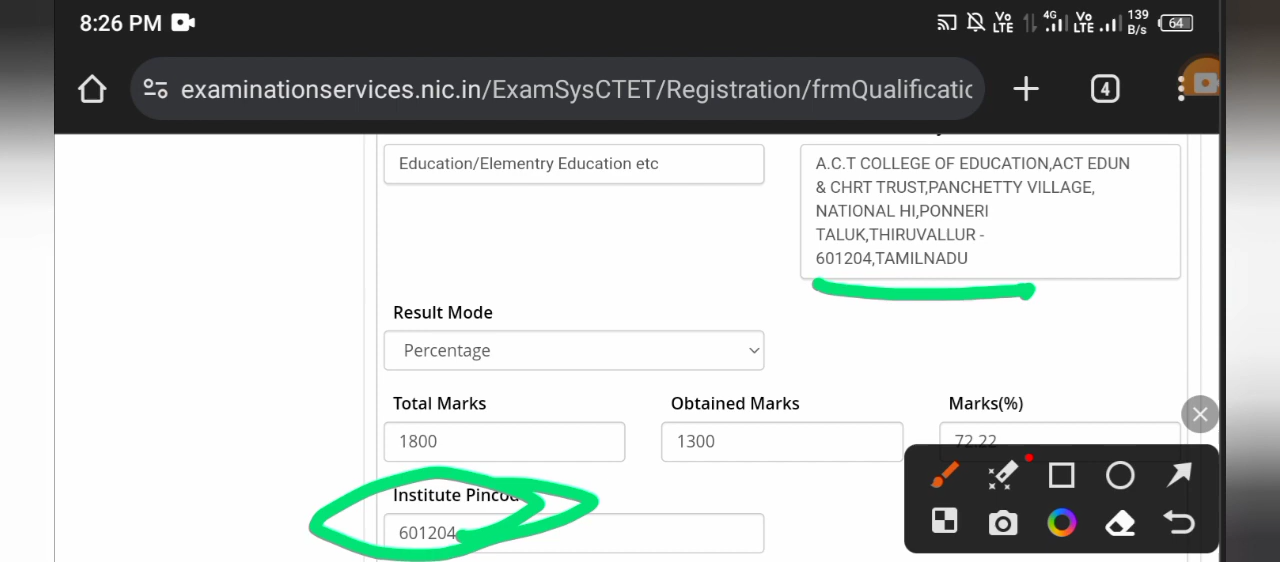 8:26 PM
Vo LTE 4G Vo LTE 139 B/s 64
examinationservices.nic.in/ExamSysCTET/Registration/frmQualificatic
4
Education/Elementry Education etc
A.C.T COLLEGE OF EDUCATION,ACT EDUN
& CHRT TRUST,PANCHETTY VILLAGE,
NATIONAL HI,PONNERI
TALUK,THIRUVALLUR -
601204,TAMILNADU
Result Mode
Percentage
Total Marks
Obtained Marks
Marks(%)
1800
1300
72.22
Institute Pincod
601204